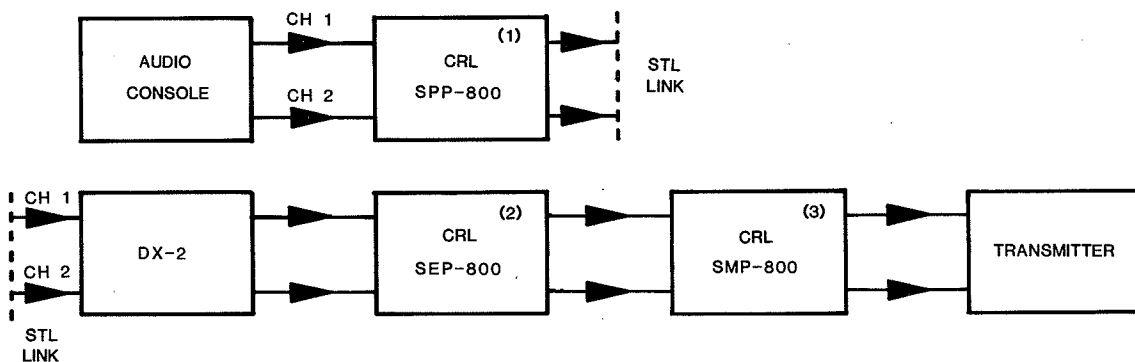 CH 1
AUDIO
CONSOLE
CH 2
(1)
CRL
SPP-800
STL
LINK
CH 1
CH 2
STL
LINK
DX-2
(2)
CRL
SEP-800
(3)
CRL
SMP-800
TRANSMITTER